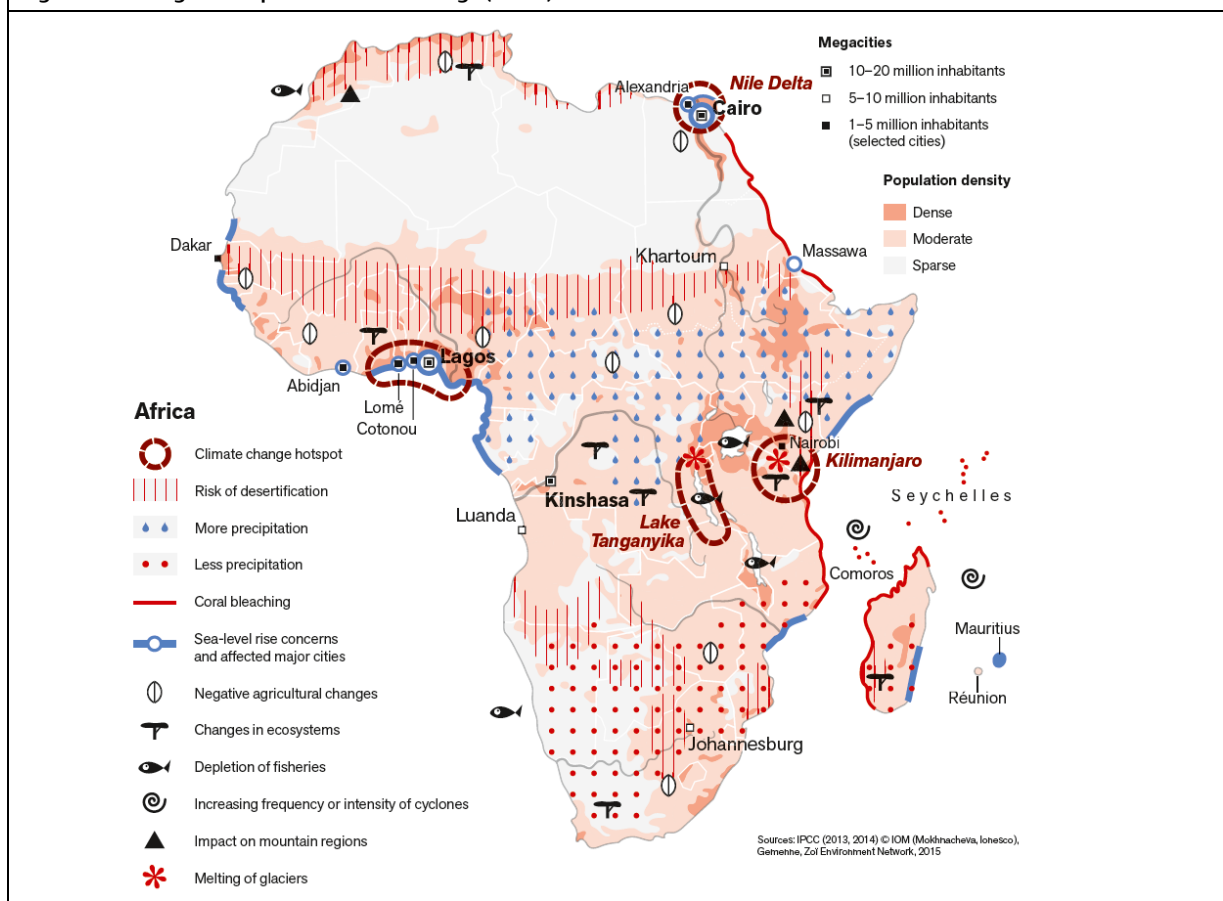 Megacities
10–20 million inhabitants
5–10 million inhabitants
1–5 million inhabitants
(selected cities)
Population density
Dense
Moderate
Sparse
Alexandria
Nile Delta
Cairo
Dakar
Khartoum
Massawa
Lagos
Abidjan
Lomé
Cotonou
Nairobi
Kilimanjaro
Kinshasa
Luanda
Lake
Tanganyika
Seychelles
Comoros
Mauritius
Réunion
Johannesburg
Africa
Climate change hotspot
Risk of desertification
More precipitation
Less precipitation
Coral bleaching
Sea-level rise concerns
and affected major cities
Negative agricultural changes
Changes in ecosystems
Depletion of fisheries
Increasing frequency or intensity of cyclones
Impact on mountain regions
Melting of glaciers
Sources: IPCC (2013, 2014) © IOM (Mokhnacheva, Ionesco),
Gemenne, Zoï Environment Network, 2015